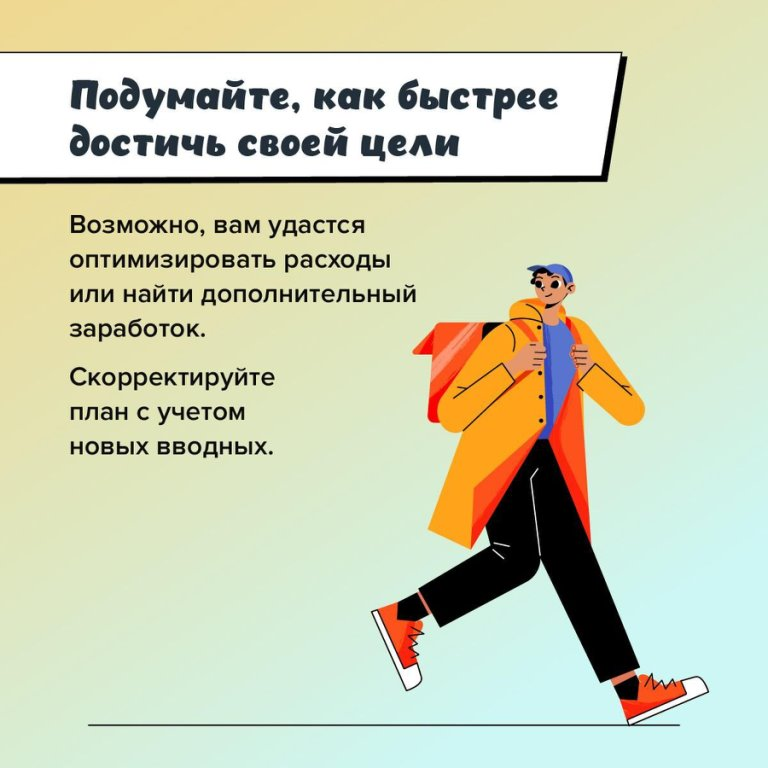 Подумайте, как быстрее
достичь своей цели
Возможно, вам удастся
оптимизировать расходы
или найти дополнительный
заработок.
Скорректируйте
план с учетом
новых вводных.